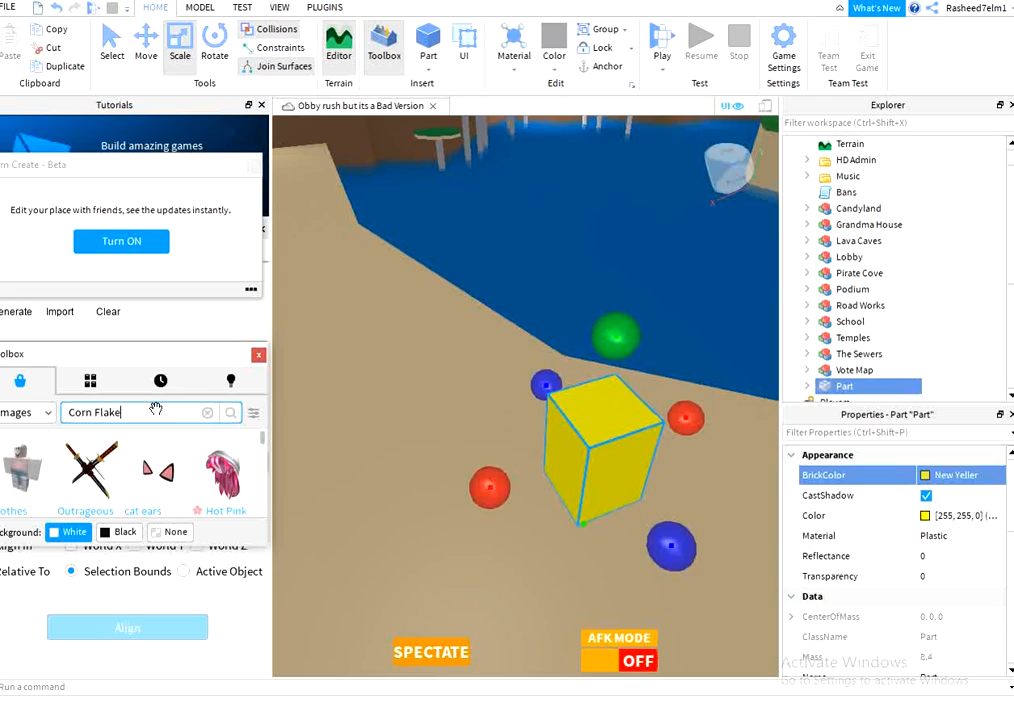 FILE HOME MODEL TEST VIEW PLUGINS What's New Rasheed7elm1
Paste Copy Cut Duplicate Clipboard
Select Move Scale Rotate Collisions Constraints Join Surfaces Tools
Editor Terrain
Toolbox Part UI Insert
Material Color Group Lock Anchor Edit
Play Resume Stop Test
Game Settings Settings
Team Test Exit Game Team Test
Tutorials
Obby rush but its a Bad Version
UI
Explorer
Filter workspace (Ctrl+Shift+X)
Build amazing games
Create - Beta
Edit your place with friends, see the updates instantly.
Turn ON
Import Clear
Corn Flake
Outrageous cat ears Hot Pink
White Black None
Selection Bounds Active Object
Align
SPECTATE
AFK MODE
OFF
Terrain
HD Admin
Music
Bans
Candyland
Grandma House
Lava Caves
Lobby
Pirate Cove
Podium
Road Works
School
Temples
The Sewers
Vote Map
Part
Properties - Part "Part"
Filter Properties (Ctrl+Shift+P)
Appearance
BrickColor New Yeller
CastShadow
Color [255, 255, 0] (...
Material Plastic
Reflectance 0
Transparency 0
Data
CenterOfMass 0, 0, 0
ClassName Part
Mass 8.4
Activate Windows
Go to Settings to activate Windows.
Run a command